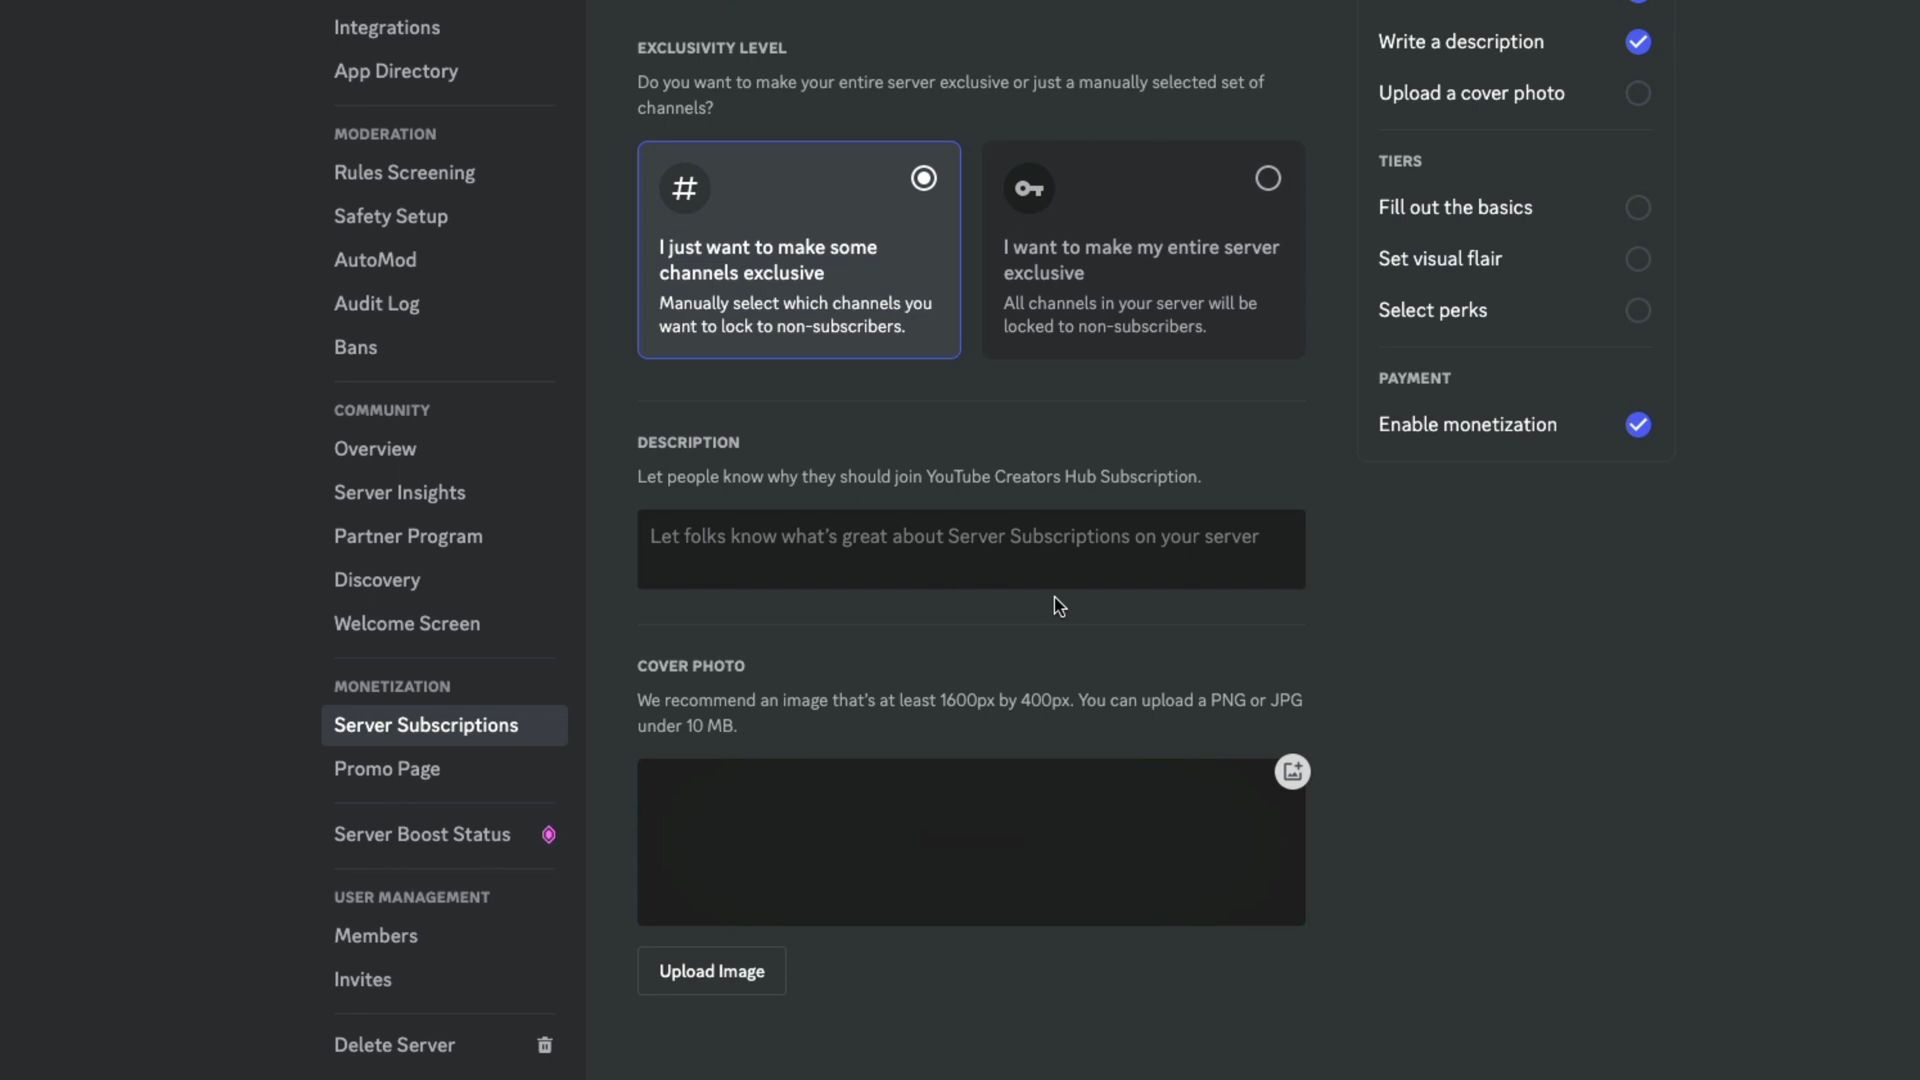 Integrations
App Directory
MODERATION
Rules Screening
Safety Setup
AutoMod
Audit Log
Bans
COMMUNITY
Overview
Server Insights
Partner Program
Discovery
Welcome Screen
MONETIZATION
Server Subscriptions
Promo Page
Server Boost Status
USER MANAGEMENT
Members
Invites
Delete Server
EXCLUSIVITY LEVEL
Do you want to make your entire server exclusive or just a manually selected set of
channels?
I just want to make some
channels exclusive
Manually select which channels you
want to lock to non-subscribers.
I want to make my entire server
exclusive
All channels in your server will be
locked to non-subscribers.
DESCRIPTION
Let people know why they should join YouTube Creators Hub Subscription.
Let folks know what's great about Server Subscriptions on your server
COVER PHOTO
We recommend an image that's at least 1600px by 400px. You can upload a PNG or JPG
under 10 MB.
Upload Image
Write a description
Upload a cover photo
TIERS
Fill out the basics
Set visual flair
Select perks
PAYMENT
Enable monetization